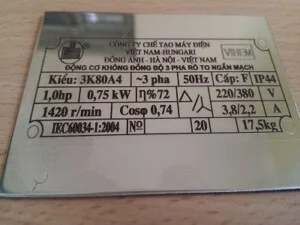 CÔNG TY CHẾ TẠO MÁY ĐIỆN
VIỆT NAM-HUNGARI
ĐÔNG ANH - HÀ NỘI - VIỆT NAM
VIHEM
ĐỘNG CƠ KHÔNG ĐỒNG BỘ 3 PHA RÔ TO NGẮN MẠCH
Kiểu: 3K80A4 ~3 pha 50Hz Cấp: F IP44
1,0hp 0,75 kW η%72 220/380 V
1420 r/min Cosφ 0,74 3,8/2,2 A
IEC60034-1:2004 Nº 20 17,5kg